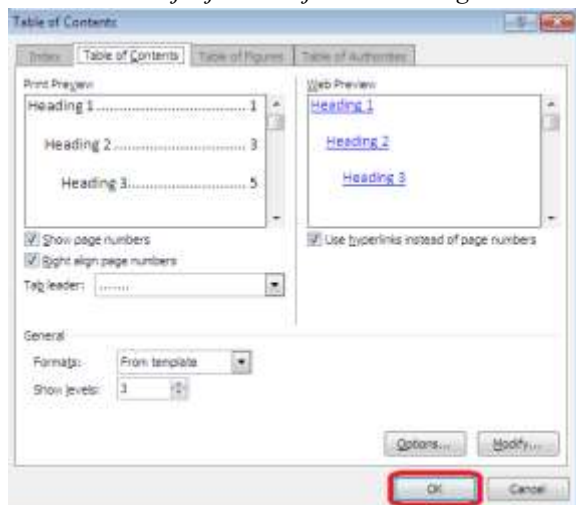 Table of Contents
Index
Table of Contents
Table of Figures
Table of Authorities
Print Preview
Heading 1 ........................................ 1
Heading 2 ................................... 3
Heading 3 ............................... 5
Web Preview
Heading 1
Heading 2
Heading 3
Show page numbers
Right align page numbers
Tab leader: .......
Use hyperlinks instead of page numbers
General
Formats: From template
Show levels: 3
Options...
Modify...
OK
Cancel